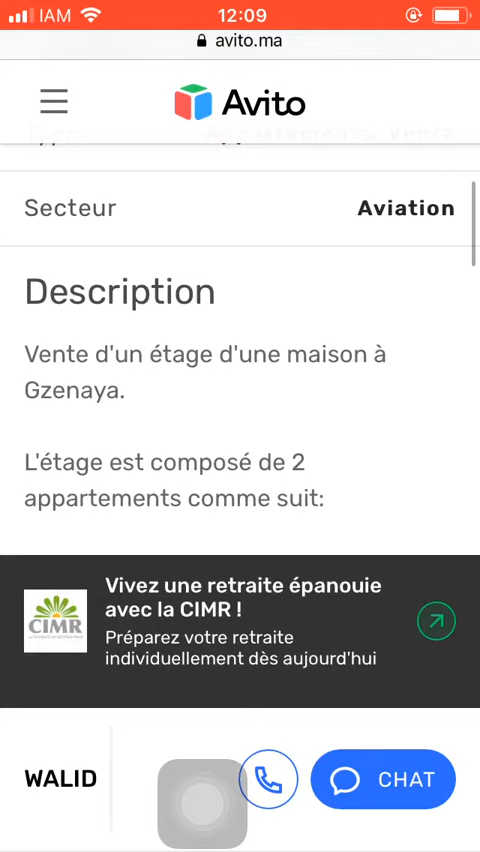 IAM
12:09
avito.ma
Avito
Secteur
Aviation
Description
Vente d'un étage d'une maison à
Gzenaya.
L'étage est composé de 2
appartements comme suit:
CIMR
Vivez une retraite épanouie
avec la CIMR !
Préparez votre retraite
individuellement dès aujourd'hui
WALID
CHAT